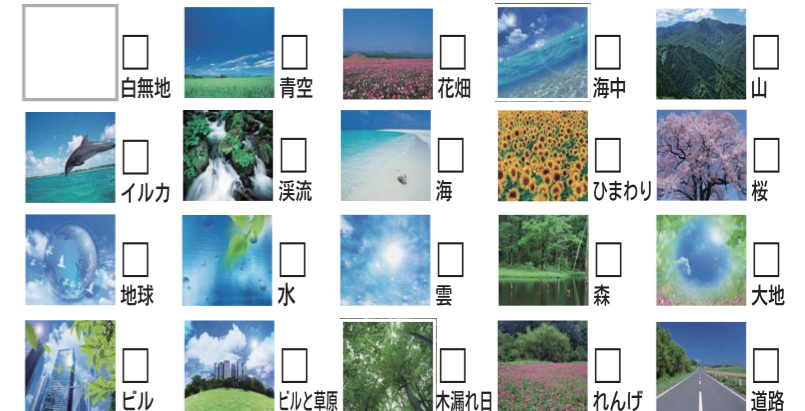 白無地
青空
花畑
海中
山
イルカ
渓流
海
ひまわり
桜
地球
水
雲
森
大地
ビル
ビルと草原
木漏れ日
れんげ
道路